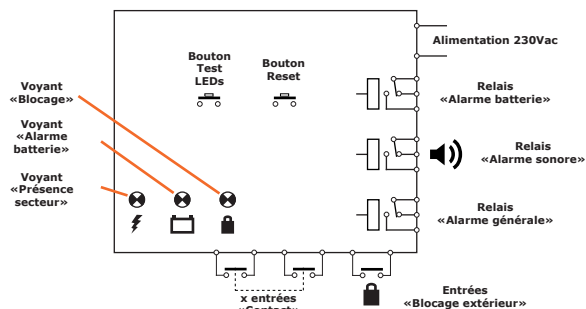 Alimentation 230Vac
Bouton
Test
LEDs
Bouton
Reset
Voyant
«Blocage»
Relais
«Alarme batterie»
Voyant
«Alarme
batterie»
Relais
«Alarme sonore»
Voyant
«Présence
secteur»
Relais
«Alarme générale»
x entrées
«Contact»
Entrées
«Blocage extérieur»